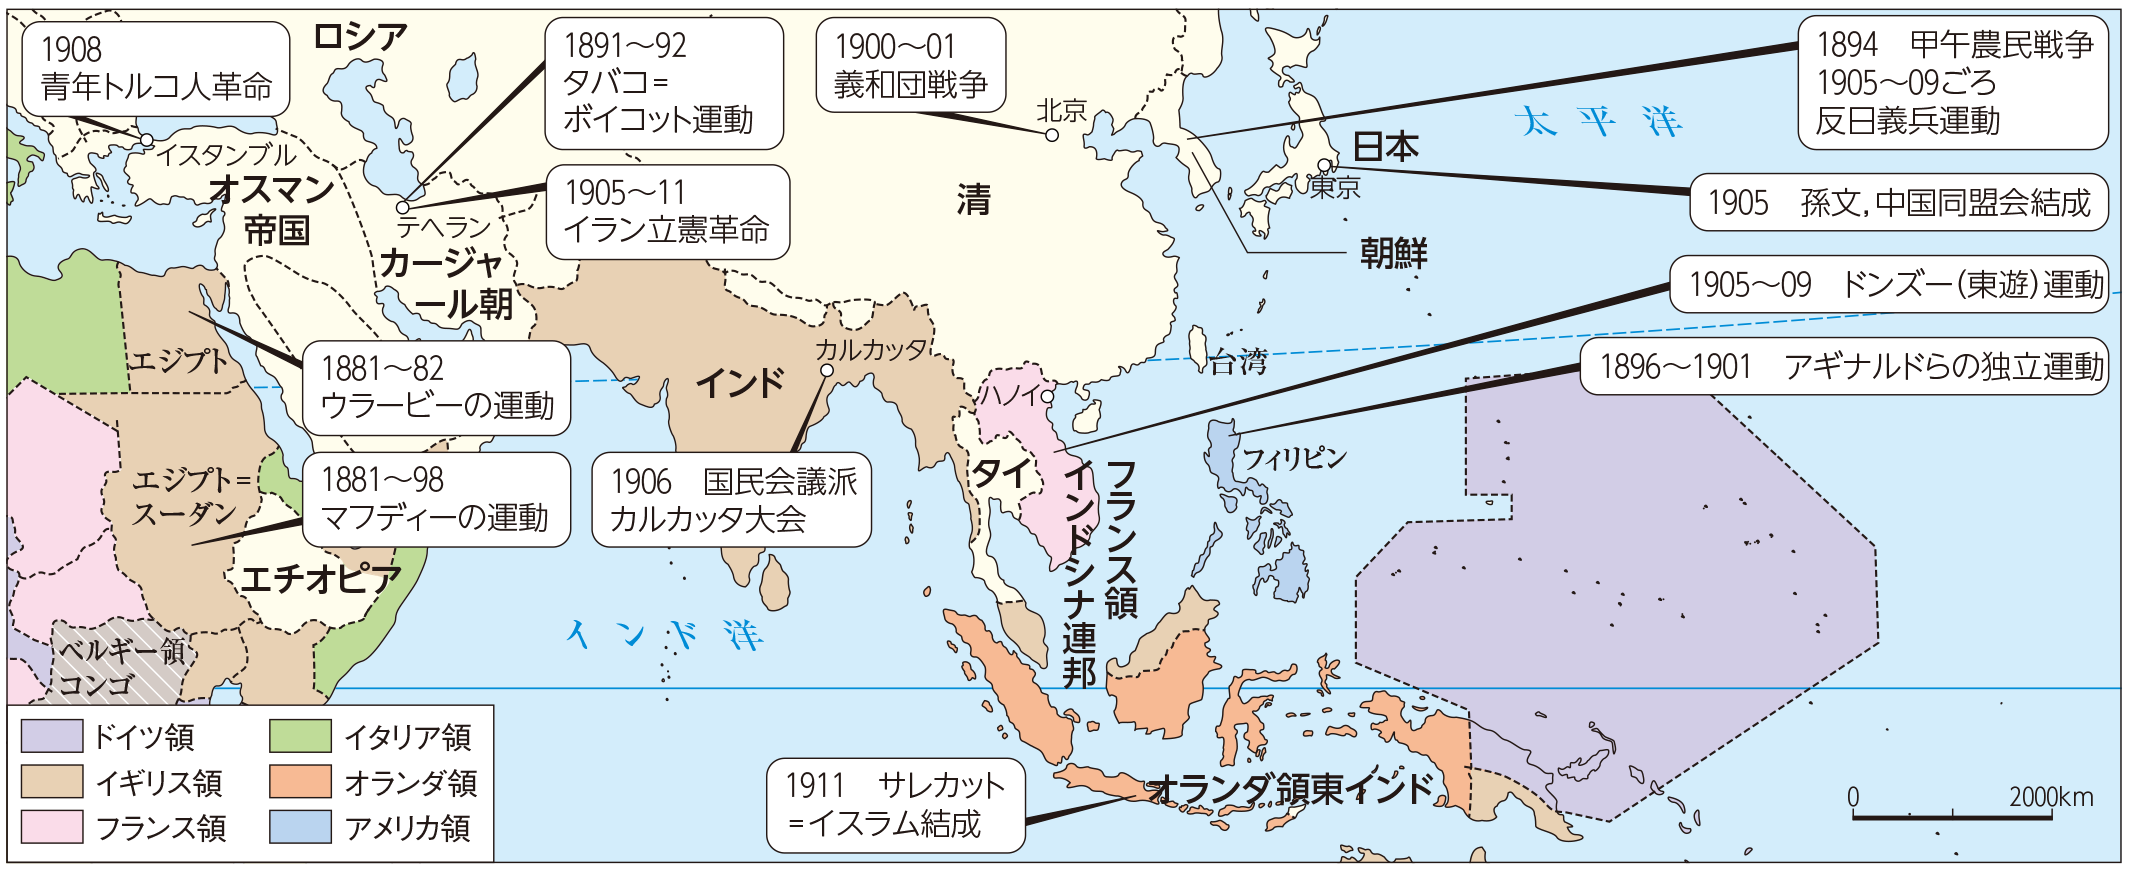 1908
青年トルコ人革命
ロシア
1891〜92
タバコ=
ボイコット運動
1900〜01
義和団戦争
1894　甲午農民戦争
1905〜09ごろ
反日義兵運動
北京
太平洋
日本
東京
イスタンブル
オスマン
帝国
1905〜11
イラン立憲革命
テヘラン
カージャ
ール朝
清
1905　孫文,中国同盟会結成
朝鮮
1905〜09　ドンズー(東遊)運動
エジプト
1881〜82
ウラービーの運動
インド
カルカッタ
台湾
1896〜1901　アギナルドらの独立運動
ハノイ
エジプト=
スーダン
1881〜98
マフディーの運動
1906　国民会議派
カルカッタ大会
タイ
フランス領
インドシナ連邦
フィリピン
エチオピア
インド洋
ベルギー領
コンゴ
ドイツ領
イギリス領
フランス領
イタリア領
オランダ領
アメリカ領
1911　サレカット
=イスラム結成
オランダ領東インド
0
2000km